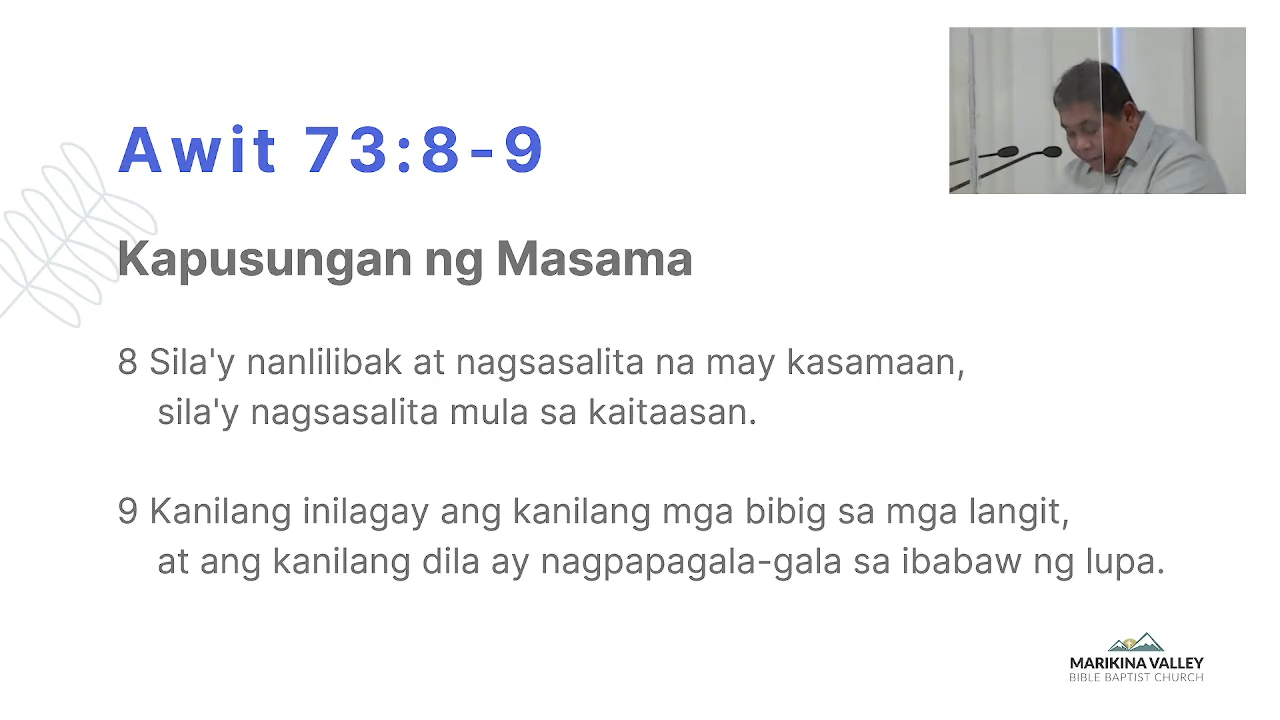 Awit 73:8-9
Kapusungan ng Masama
8 Sila'y nanlilibak at nagsasalita na may kasamaan,
sila'y nagsasalita mula sa kaitaasan.
9 Kanilang inilagay ang kanilang mga bibig sa mga langit,
at ang kanilang dila ay nagpapagala-gala sa ibabaw ng lupa.
MARIKINA VALLEY
BIBLE BAPTIST CHURCH